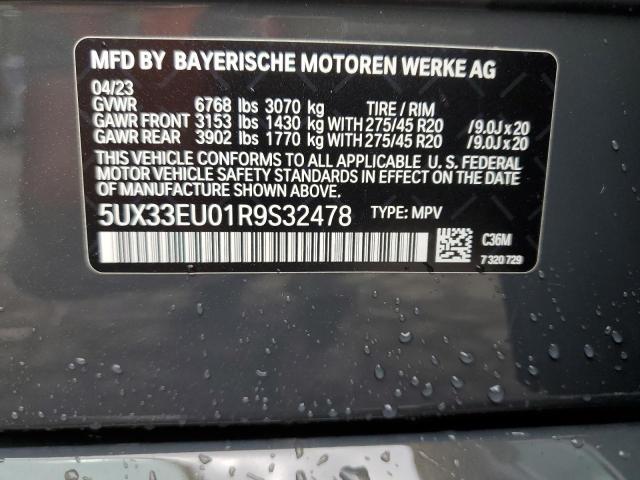 MFD BY BAYERISCHE MOTOREN WERKE AG
04/23
GVWR 6768 lbs 3070 kg TIRE / RIM
GAWR FRONT 3153 lbs 1430 kg WITH 275/45 R20 / 9.0J x 20
GAWR REAR 3902 lbs 1770 kg WITH 275/45 R20 / 9.0J x 20
THIS VEHICLE CONFORMS TO ALL APPLICABLE U. S. FEDERAL
MOTOR VEHICLE SAFETY STANDARDS IN EFFECT ON THE DATE OF
MANUFACTURE SHOWN ABOVE.
5UX33EU01R9S32478 TYPE: MPV
C36M
7 320 729